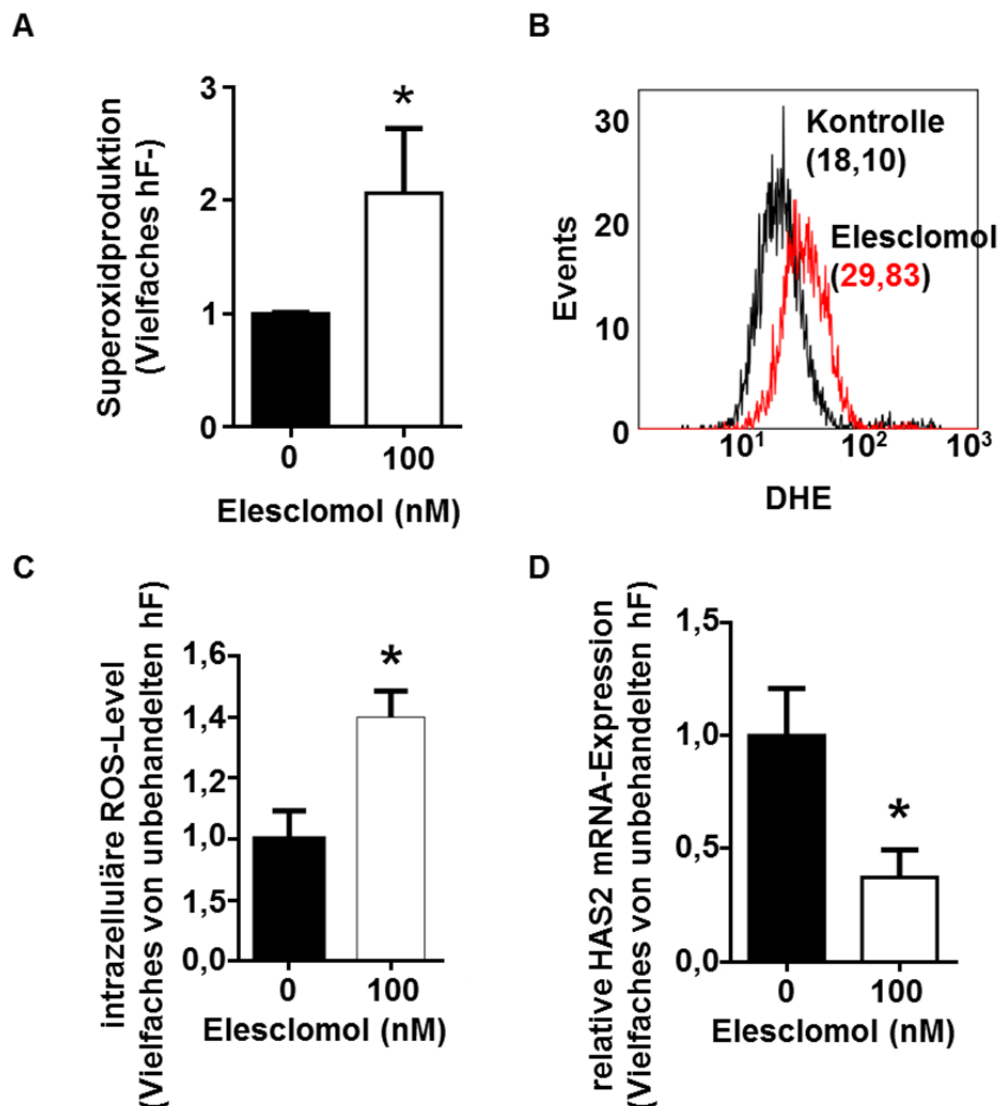 A
Superoxidproduktion
(Vielfaches hF-)
3
2
1
0
*
0
100
Elesclomol (nM)
B
Events
30
20
10
0
Kontrolle
(18,10)
Elesclomol
(29,83)
10¹
10²
10³
DHE
C
intrazelluläre ROS-Level
(Vielfaches von unbehandelten hF)
1,6
1,4
1,2
1,0
1,5
0,0
*
0
100
Elesclomol (nM)
D
relative HAS2 mRNA-Expression
(Vielfaches von unbehandelten hF)
1,5
1,0
0,5
0,0
*
0
100
Elesclomol (nM)